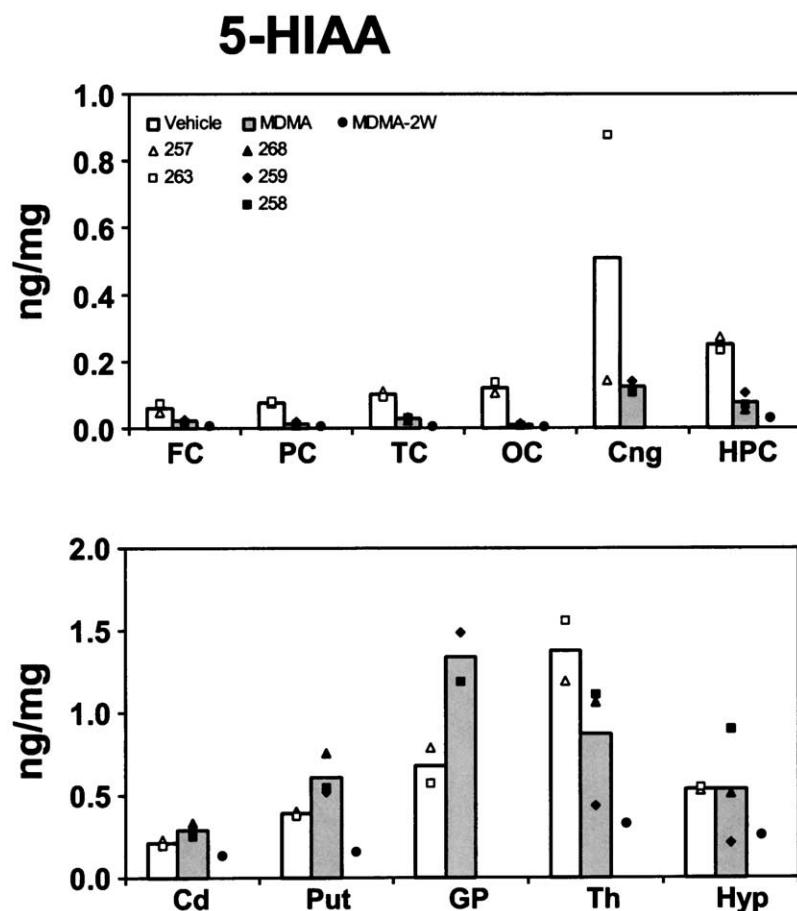 5-HIAA
1.0
Vehicle MDMA MDMA-2W
257 268
0.8
263 259
258
0.6
ng/mg
0.4
0.2
0.0
FC PC TC OC Cng HPC
2.0
1.5
ng/mg
1.0
0.5
0.0
Cd Put GP Th Hyp